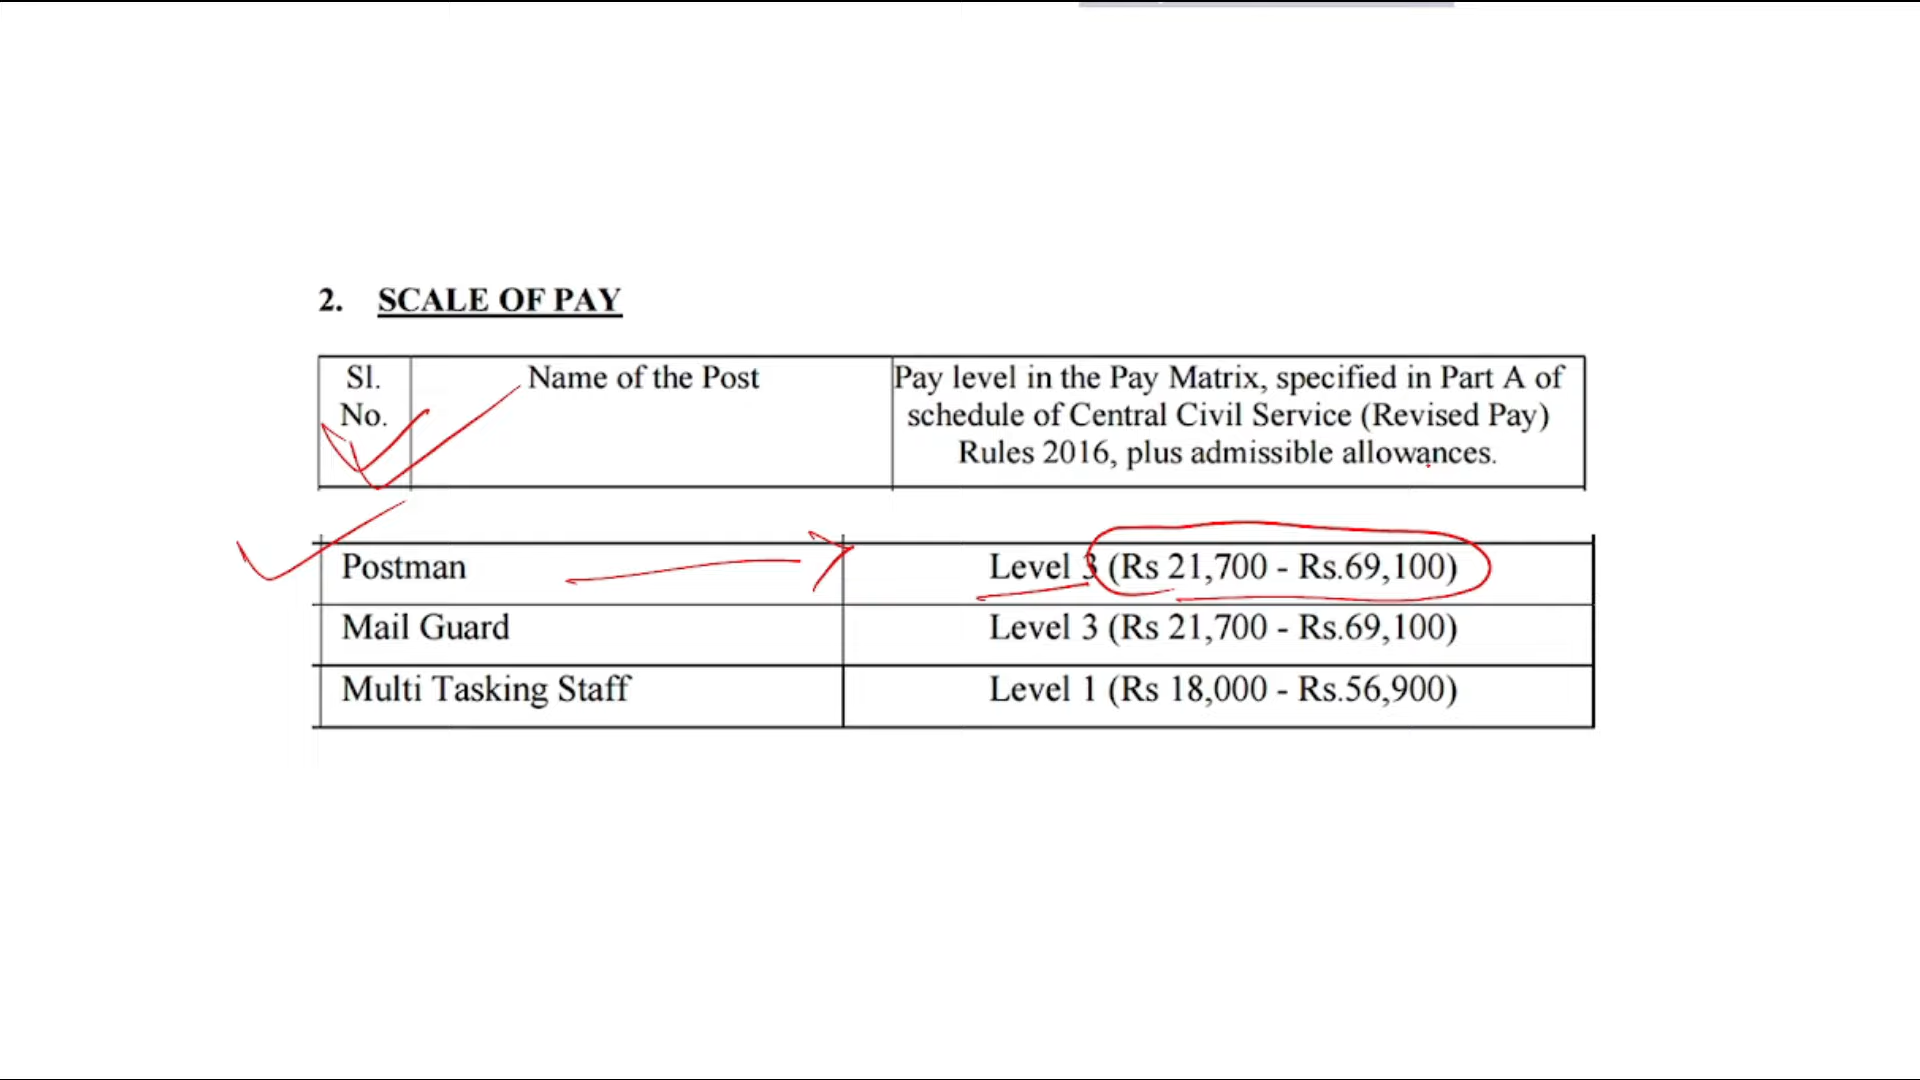 2. SCALE OF PAY
Sl.
No.
Name of the Post
Pay level in the Pay Matrix, specified in Part A of
schedule of Central Civil Service (Revised Pay)
Rules 2016, plus admissible allowances.
Postman
Level 3 (Rs 21,700 - Rs.69,100)
Mail Guard
Level 3 (Rs 21,700 - Rs.69,100)
Multi Tasking Staff
Level 1 (Rs 18,000 - Rs.56,900)